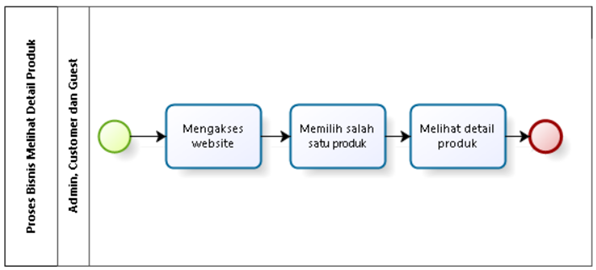 Proses Bisnis Melihat Detail Produk
Admin, Customer dan Guest
Mengakses
website
Memilih salah
satu produk
Melihat detail
produk